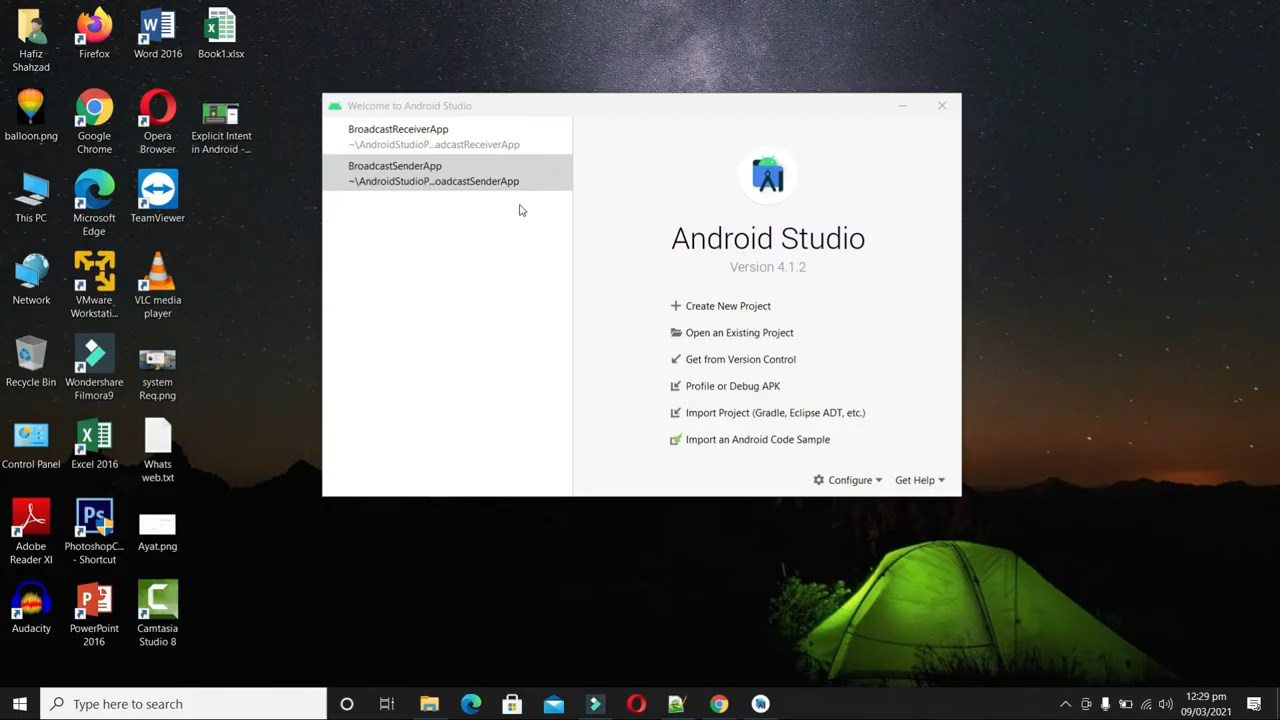 Hafiz
Shahzad
Firefox
Word 2016
Book1.xlsx
balloon.png
Google
Chrome
Opera
Browser
Explicit Intent
in Android -...
This PC
Microsoft
Edge
TeamViewer
Network
VMware
Workstati...
VLC media
player
Recycle Bin
Wondershare
Filmora9
system
Req.png
Control Panel
Excel 2016
Whats
web.txt
Adobe
Reader XI
PhotoshopC...
- Shortcut
Ayat.png
Audacity
PowerPoint
2016
Camtasia
Studio 8
Welcome to Android Studio
BroadcastReceiverApp
~\AndroidStudioP...adcastReceiverApp
BroadcastSenderApp
~\AndroidStudioP...oadcastSenderApp
Android Studio
Version 4.1.2
Create New Project
Open an Existing Project
Get from Version Control
Profile or Debug APK
Import Project (Gradle, Eclipse ADT, etc.)
Import an Android Code Sample
Configure
Get Help
Type here to search
12:29 pm
09/03/2021